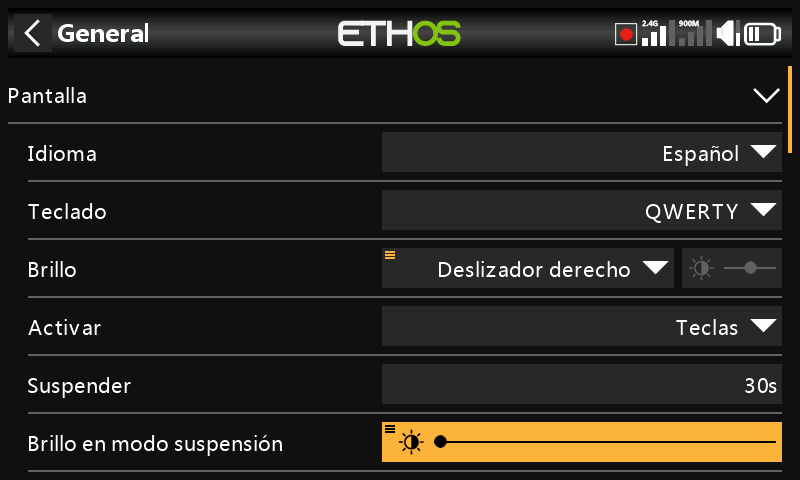 General
ETHOS
2.4G
900M
Pantalla
Idioma
Español
Teclado
QWERTY
Brillo
Deslizador derecho
Activar
Teclas
Suspender
30s
Brillo en modo suspensión